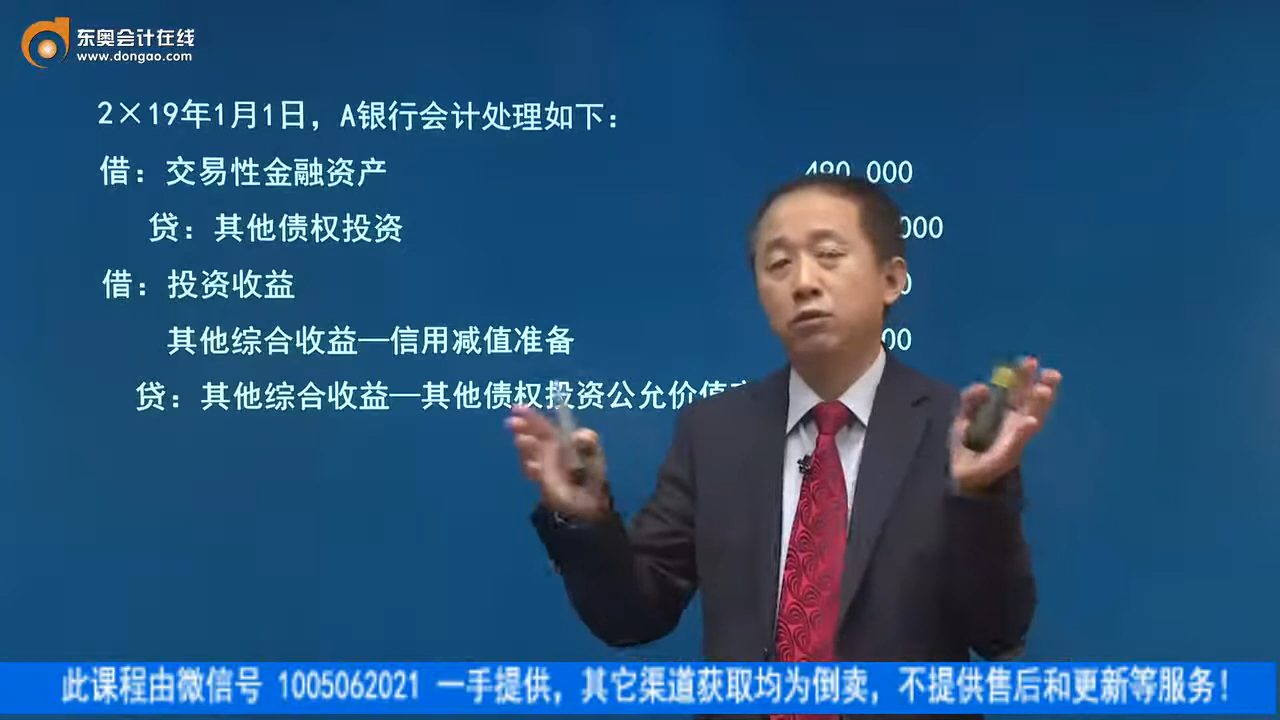 东奥会计在线
www.dongao.com
2×19年1月1日，A银行会计处理如下：
借：交易性金融资产 490 000
贷：其他债权投资 000
借：投资收益
其他综合收益—信用减值准备 00
贷：其他综合收益—其他债权投资公允价值
此课程由微信号 1005062021 一手提供，其它渠道获取均为倒卖，不提供售后和更新等服务！